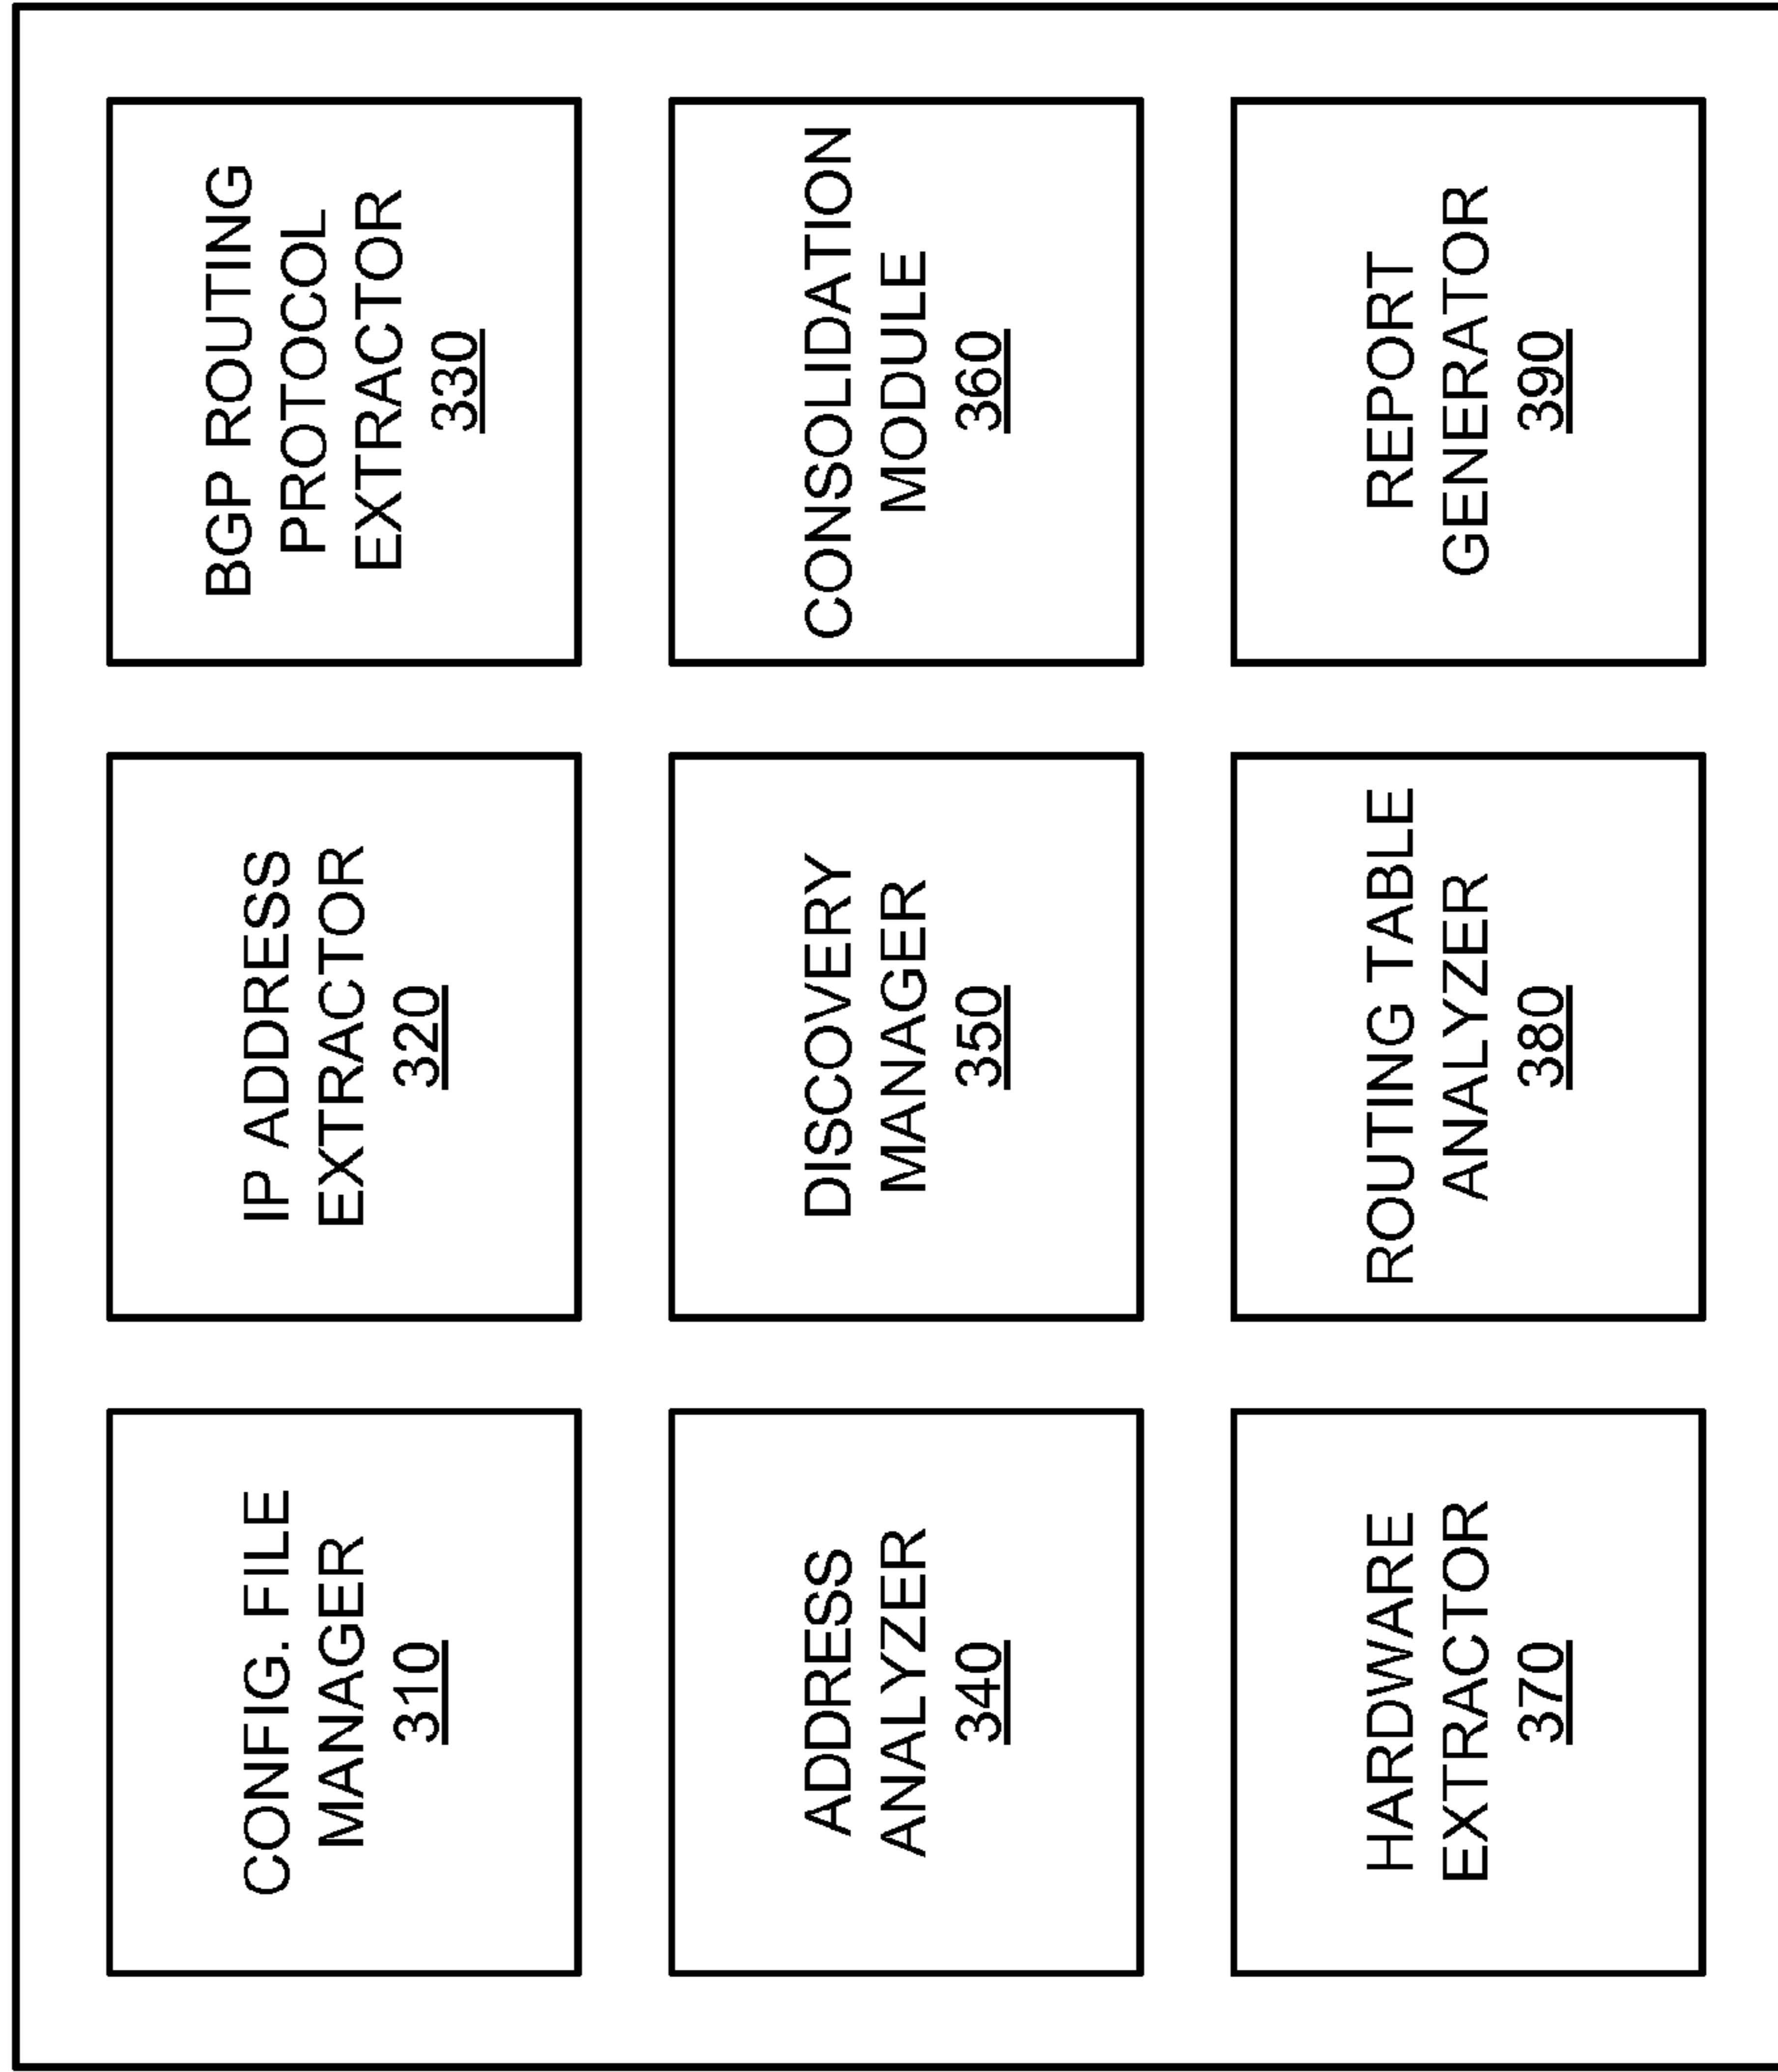 CONFIG. FILE
MANAGER
310
IP ADDRESS
EXTRACTOR
320
BGP ROUTING
PROTOCOL
EXTRACTOR
330
ADDRESS
ANALYZER
340
DISCOVERY
MANAGER
350
CONSOLIDATION
MODULE
360
HARDWARE
EXTRACTOR
370
ROUTING TABLE
ANALYZER
380
REPORT
GENERATOR
390